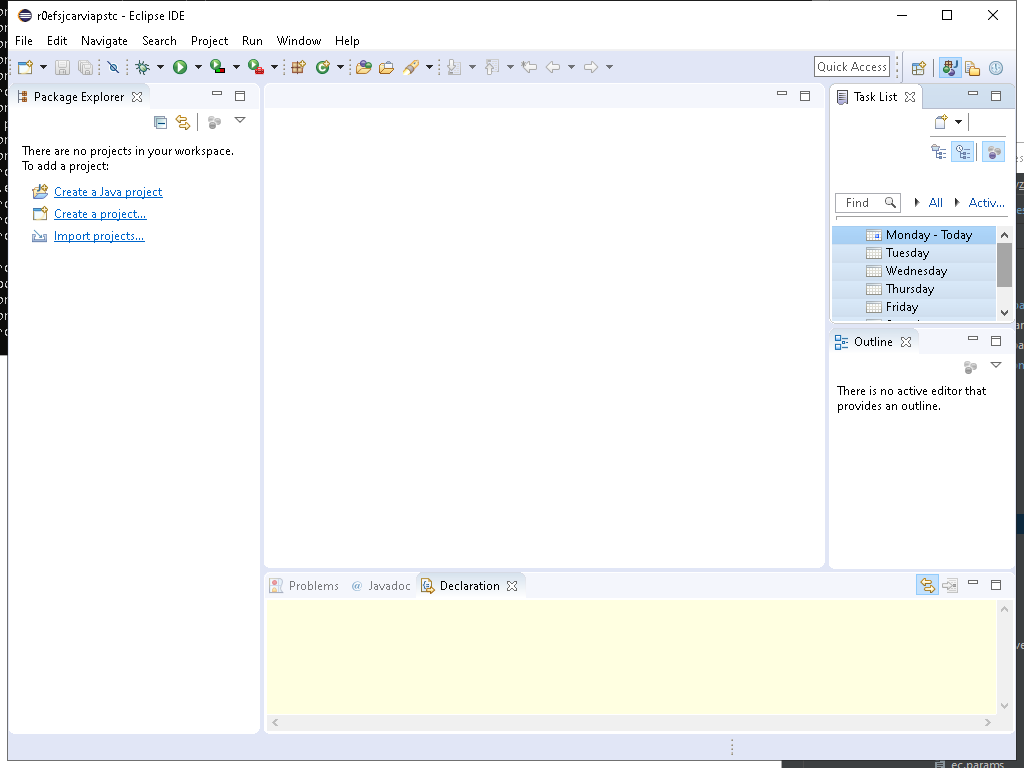 r0efsjcarviapstc - Eclipse IDE
File Edit Navigate Search Project Run Window Help
Quick Access
Package Explorer
There are no projects in your workspace.
To add a project:
Create a Java project
Create a project...
Import projects...
Task List
Find All Activ...
Monday - Today
Tuesday
Wednesday
Thursday
Friday
Outline
There is no active editor that
provides an outline.
Problems @ Javadoc Declaration
ec.params